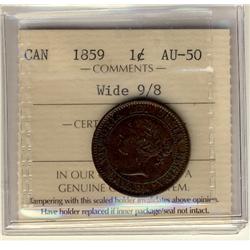 CAN 1859 1¢ AU-50
COMMENTS
Wide 9/8
CERT
IN OUR
GENUINE
Tampering with this sealed holder invalidates above opinion.
Have holder replaced if inner package/seal not intact.